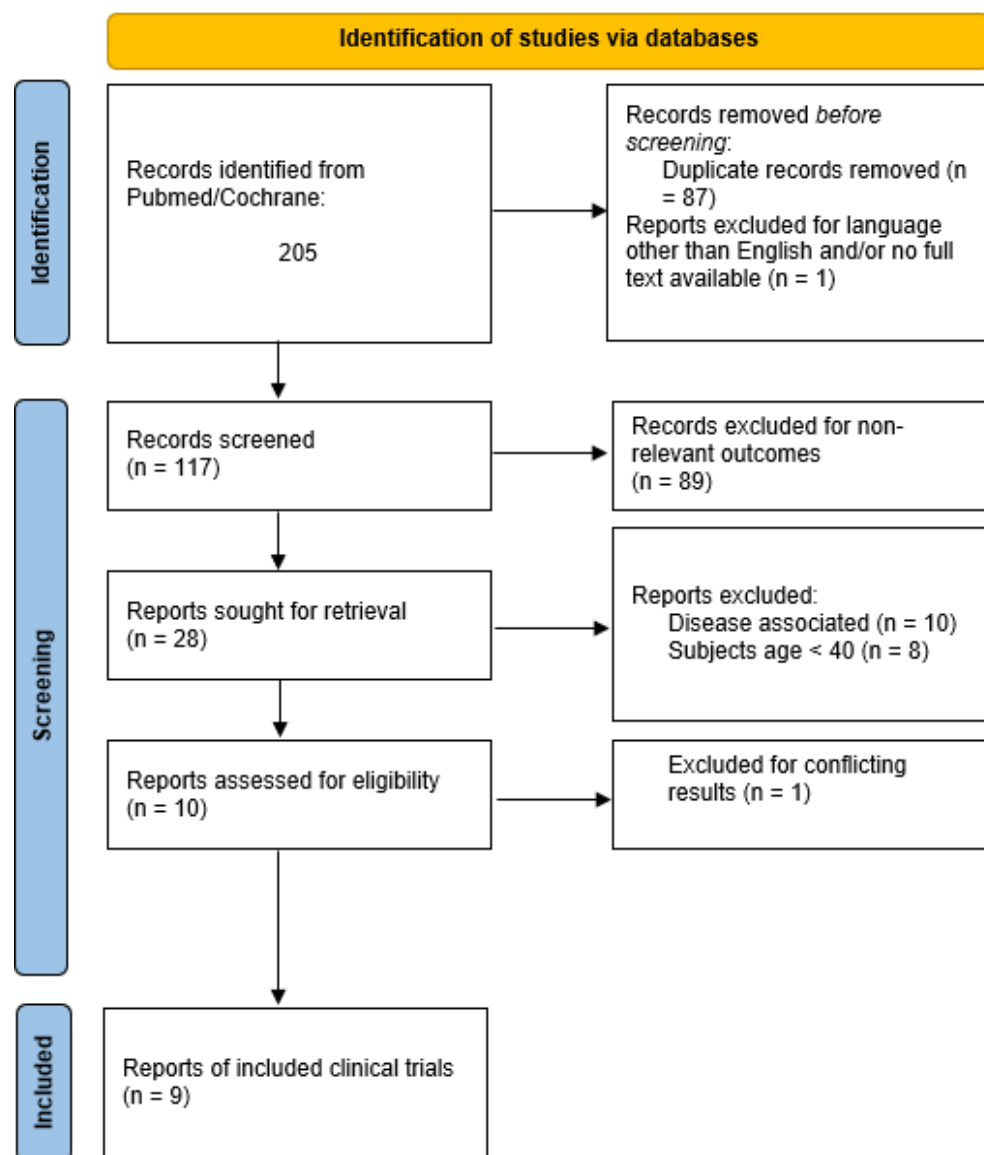 Identification of studies via databases
Identification
Records identified from
Pubmed/Cochrane:
205
Records removed before
screening:
Duplicate records removed (n
= 87)
Reports excluded for language
other than English and/or no full
text available (n = 1)
Screening
Records screened
(n = 117)
Records excluded for non-
relevant outcomes
(n = 89)
Reports sought for retrieval
(n = 28)
Reports excluded:
Disease associated (n = 10)
Subjects age < 40 (n = 8)
Reports assessed for eligibility
(n = 10)
Excluded for conflicting
results (n = 1)
Included
Reports of included clinical trials
(n = 9)